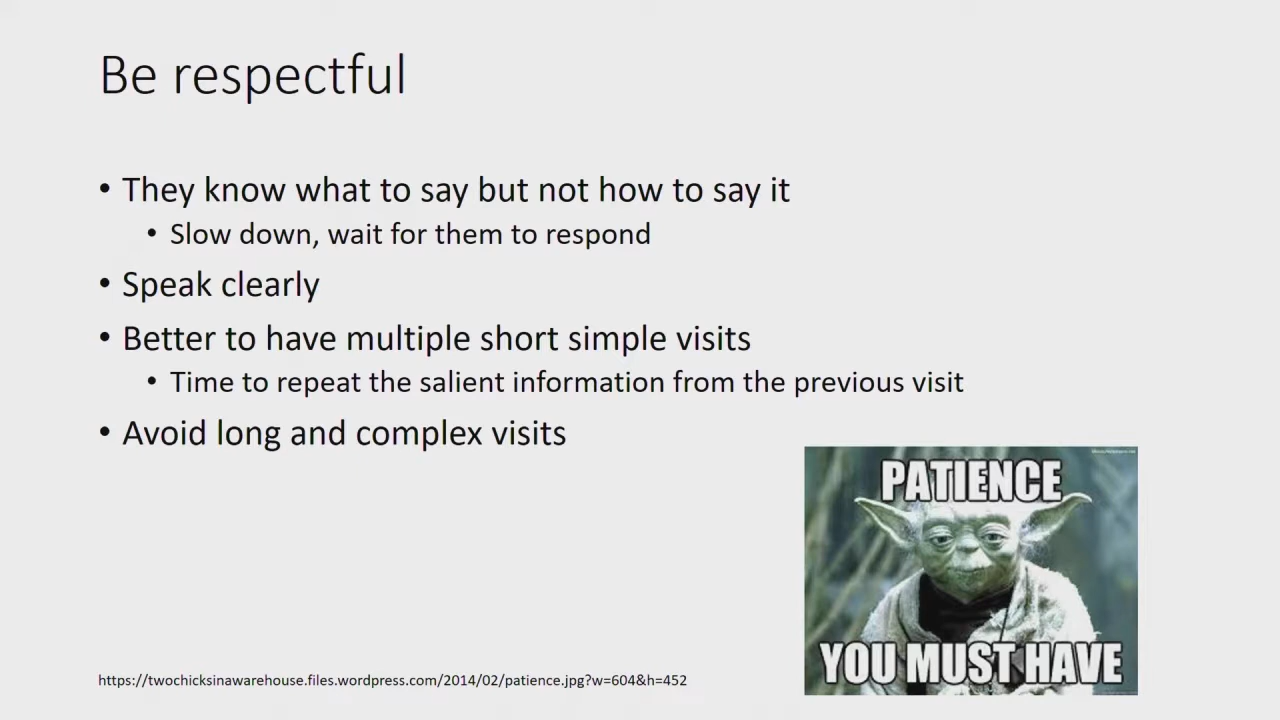 Be respectful
• They know what to say but not how to say it
• Slow down, wait for them to respond
• Speak clearly
• Better to have multiple short simple visits
• Time to repeat the salient information from the previous visit
• Avoid long and complex visits
PATIENCE
YOU MUST HAVE
https://twochicksinawarehouse.files.wordpress.com/2014/02/patience.jpg?w=604&h=452